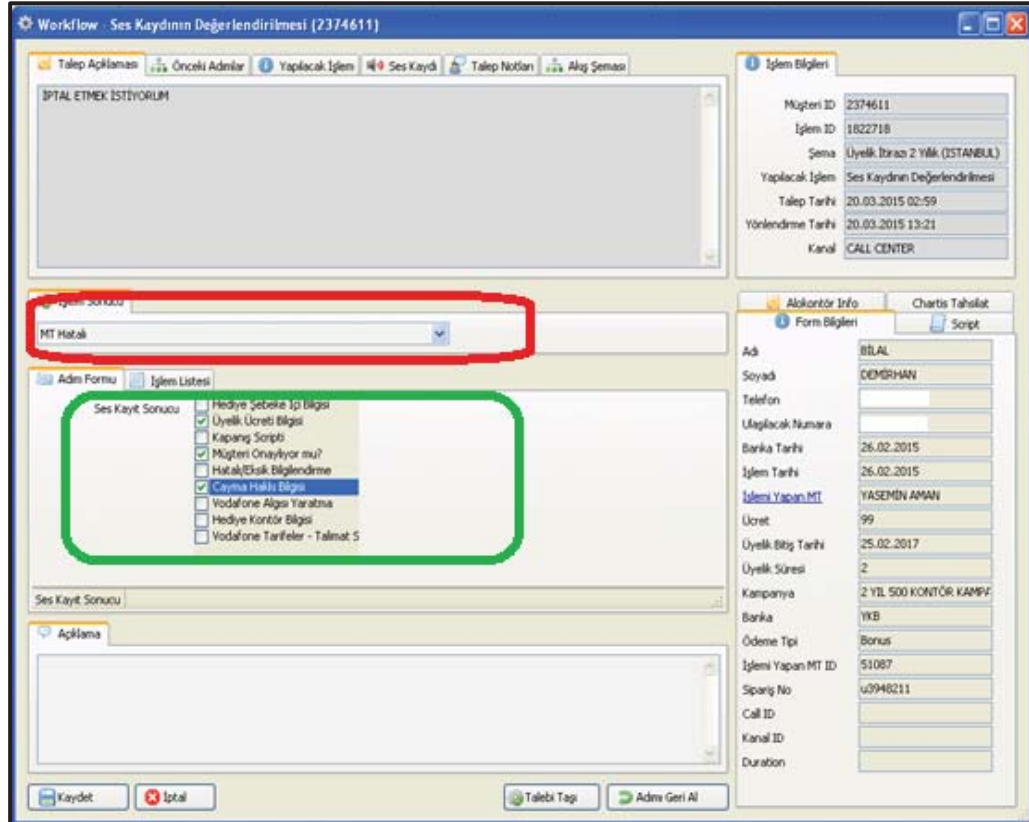 Workflow - Ses Kaydının Değerlendirilmesi (2374611)
Talep Açıklaması Önceki Adımlar Yapılacak İşlem Ses Kaydı Talep Notları Akış Şeması
İPTAL ETMEK İSTİYORUM
İşlem Bilgileri
Müşteri ID 2374611
İşlem ID 1822718
Şema Üyelik İtirazı 2 Yıllık (ISTANBUL)
Yapılacak İşlem Ses Kaydının Değerlendirilmesi
Talep Tarihi 20.03.2015 02:59
Yönlendirme Tarihi 20.03.2015 13:21
Kanal CALL CENTER
İşlem Sonucu
MT Hatalı
Adım Formu İşlem Listesi
Ses Kayıt Sonucu
Hediye Şebeke İçi Bilgisi
Üyelik Ücreti Bilgisi
Kapanış Scripti
Müşteri Onaylıyor mu?
Hatalı/Eksik Bilgilendirme
Cayma Hakkı Bilgisi
Vodafone Algısı Yaratma
Hediye Kontör Bilgisi
Vodafone Tarifeler - Talimat S
Ses Kayıt Sonucu
Açıklama
Kaydet İptal Talebi Taşı Adımı Geri Al
Alokontör Info Chartis Tahsilat
Form Bilgileri Script
Adı BİLAL
Soyadı DEMİRHAN
Telefon
Ulaşılacak Numara
Banka Tarihi 26.02.2015
İşlem Tarihi 26.02.2015
İşlemi Yapan MT YASEMİN AMAN
Ücret 99
Üyelik Bitiş Tarihi 25.02.2017
Üyelik Süresi 2
Kampanya 2 YIL 500 KONTÖR KAMPA
Banka YKB
Ödeme Tipi Bonus
İşlemi Yapan MT ID 51087
Sipariş No u3948211
Call ID
Kanal ID
Duration